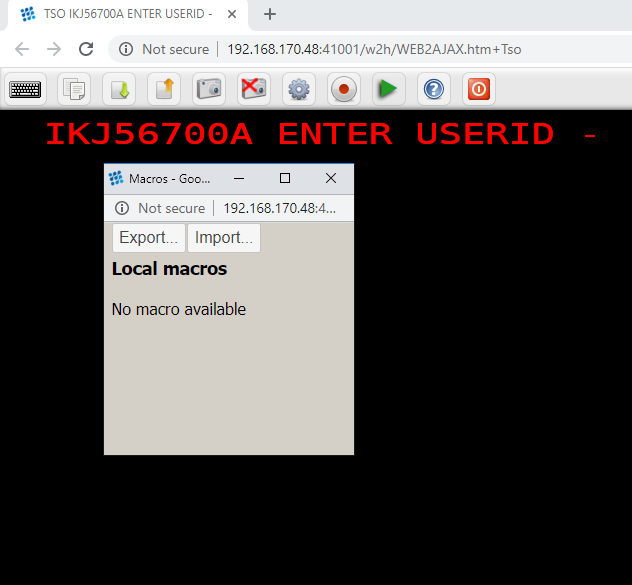 TSO IKJ56700A ENTER USERID -
Not secure 192.168.170.48:41001/w2h/WEB2AJAX.htm+Tso
IKJ56700A ENTER USERID -
Macros - Goo...
Not secure 192.168.170.48:4...
Export... Import...
Local macros
No macro available